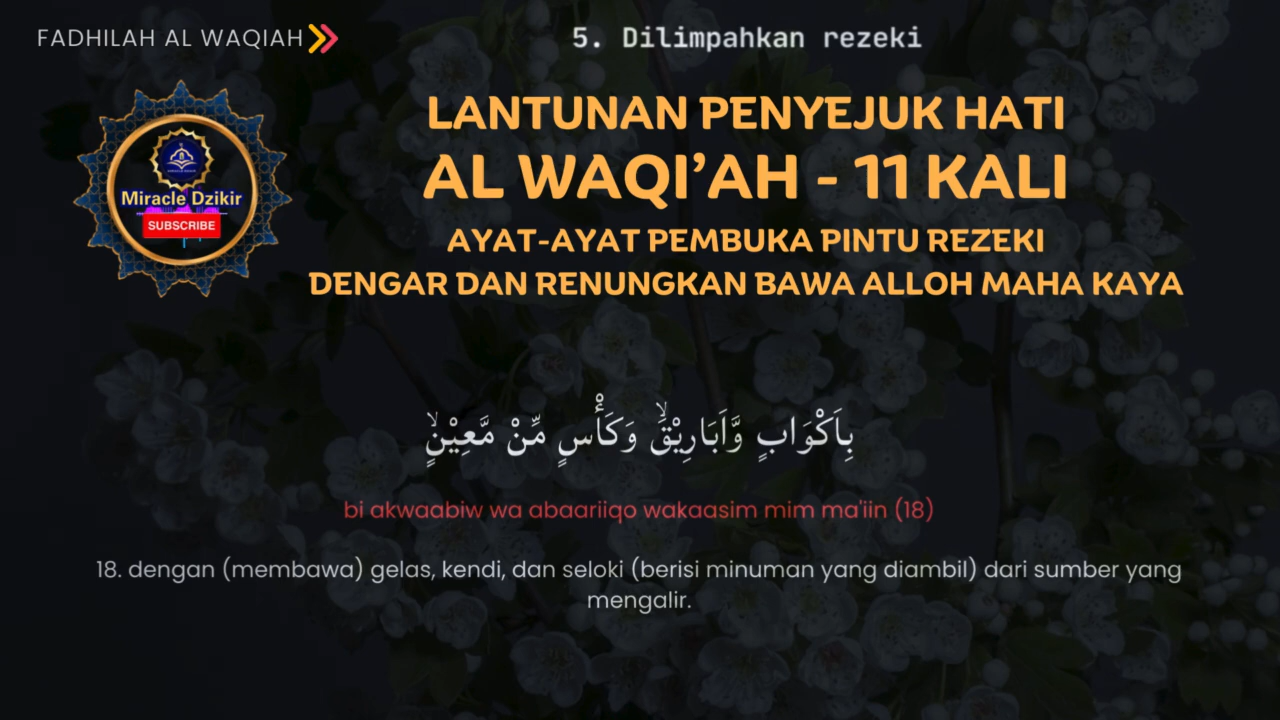 FADHILAH AL WAQIAH
5. Dilimpahkan rezeki
LANTUNAN PENYEJUK HATI
AL WAQI’AH - 11 KALI
AYAT-AYAT PEMBUKA PINTU REZEKI
DENGAR DAN RENUNGKAN BAWA ALLOH MAHA KAYA
Miracle Dzikir
SUBSCRIBE
بِاَكْوَابٍ وَّاَبَارِيْقَۙ وَكَأْسٍ مِّنْ مَّعِيْنٍۙ
bi akwaabiw wa abaariiqo wakaasim mim ma'iin (18)
18. dengan (membawa) gelas, kendi, dan seloki (berisi minuman yang diambil) dari sumber yang
mengalir.